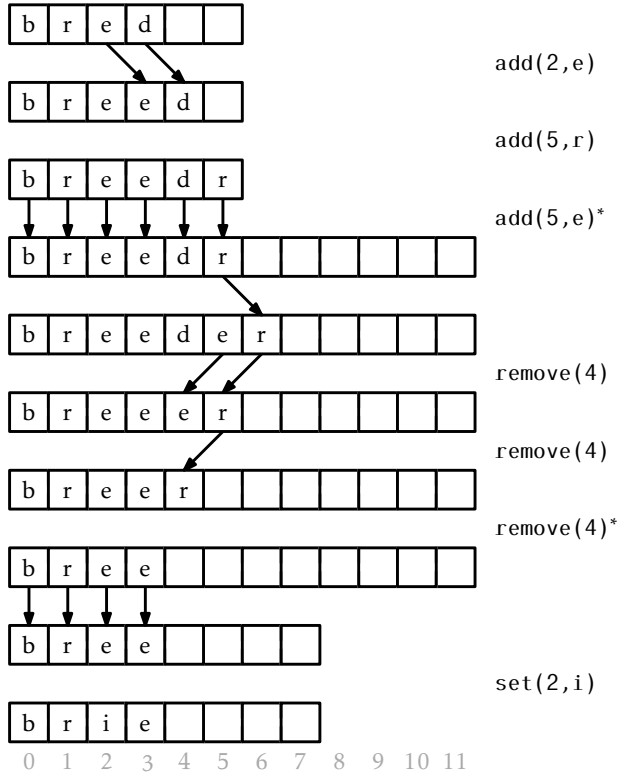 b r e d
add(2,e)
b r e e d
add(5,r)
b r e e d r
add(5,e)*
b r e e d r
b r e e d e r
remove(4)
b r e e e r
remove(4)
b r e e r
remove(4)*
b r e e
b r e e
set(2,i)
b r i e
0 1 2 3 4 5 6 7 8 9 10 11